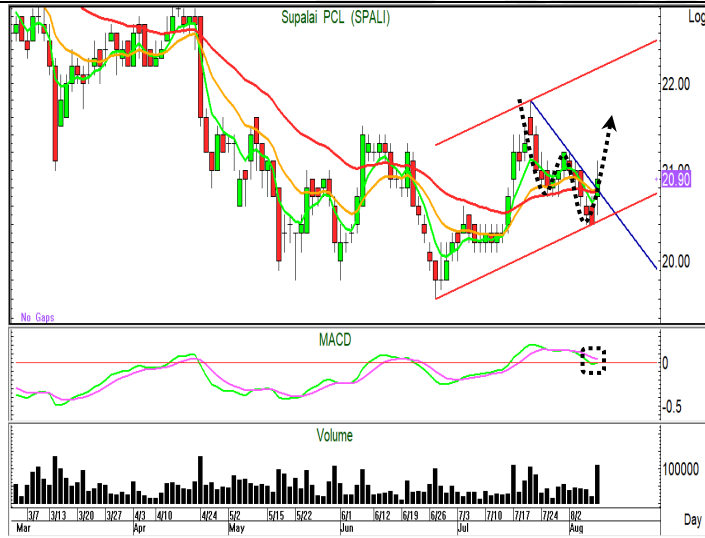 Supalai PCL (SPALI)
Log
22.00
21.00
20.90
20.00
No Gaps
MACD
0
-0.5
Volume
100000
3/7 3/13 3/20 3/27 4/3 4/10 4/24 5/2 5/15 5/22 6/1 6/12 6/19 6/26 7/3 7/10 7/17 7/24 8/2
Mar Apr May Jun Jul Aug
Day